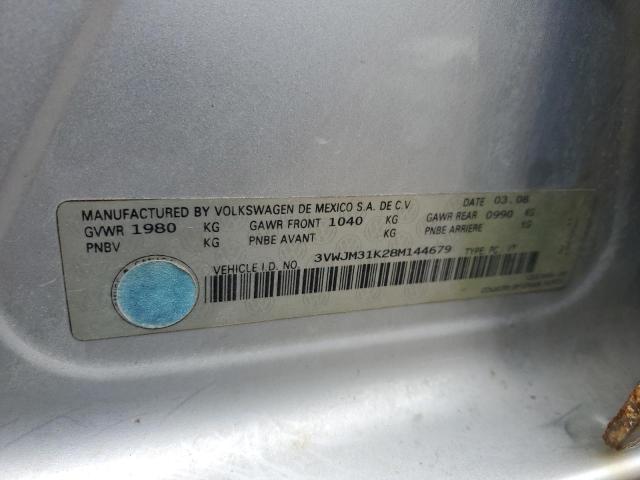 MANUFACTURED BY VOLKSWAGEN DE MEXICO S.A. DE C.V DATE 03.08
GVWR 1980 KG GAWR FRONT 1040 KG GAWR REAR 0990 KG
PNBV KG PNBE AVANT KG PNBE ARRIERE KG
VEHICLE I.D. NO. 3VWJM31K28M144679 TYPE PC